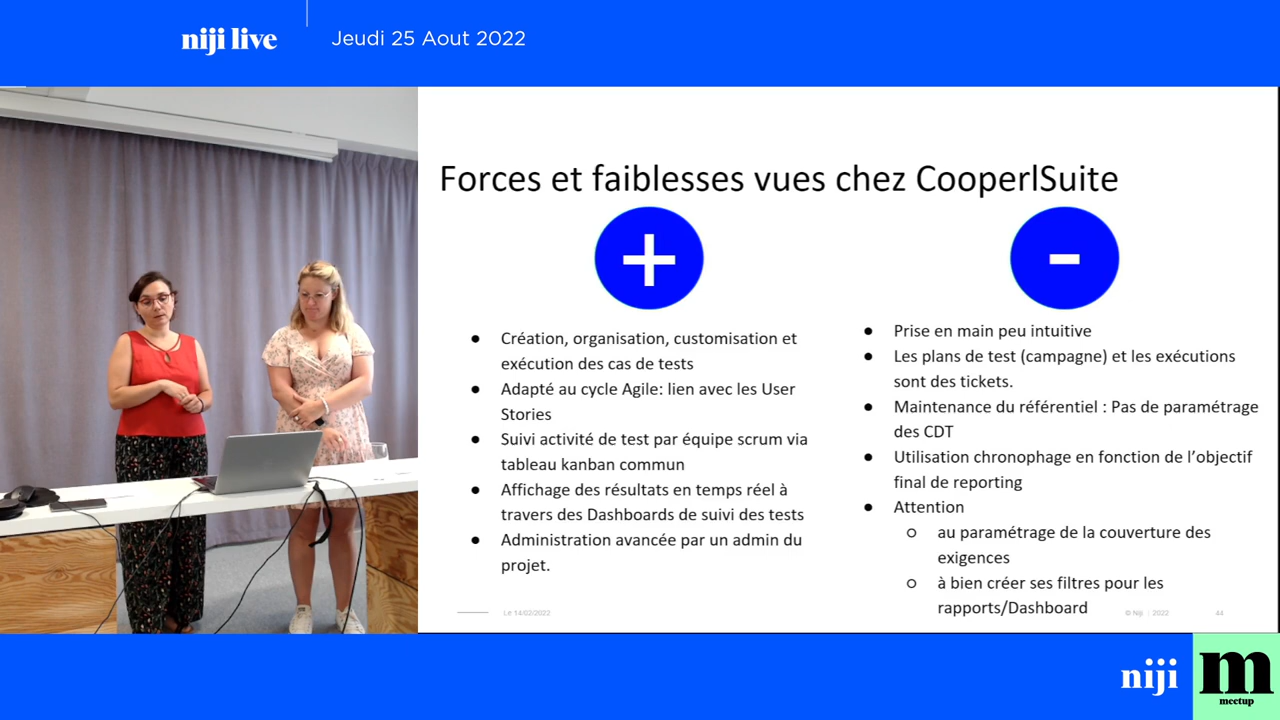 niji live
Jeudi 25 Aout 2022
Forces et faiblesses vues chez CooperlSuite
+
● Création, organisation, customisation et
exécution des cas de tests
● Adapté au cycle Agile: lien avec les User
Stories
● Suivi activité de test par équipe scrum via
tableau kanban commun
● Affichage des résultats en temps réel à
travers des Dashboards de suivi des tests
● Administration avancée par un admin du
projet.
-
● Prise en main peu intuitive
● Les plans de test (campagne) et les exécutions
sont des tickets.
● Maintenance du référentiel : Pas de paramétrage
des CDT
● Utilisation chronophage en fonction de l’objectif
final de reporting
● Attention
○ au paramétrage de la couverture des
exigences
○ à bien créer ses filtres pour les
rapports/Dashboard
Le 14/02/2022
© Niji | 2022
44
niji
m
meetup